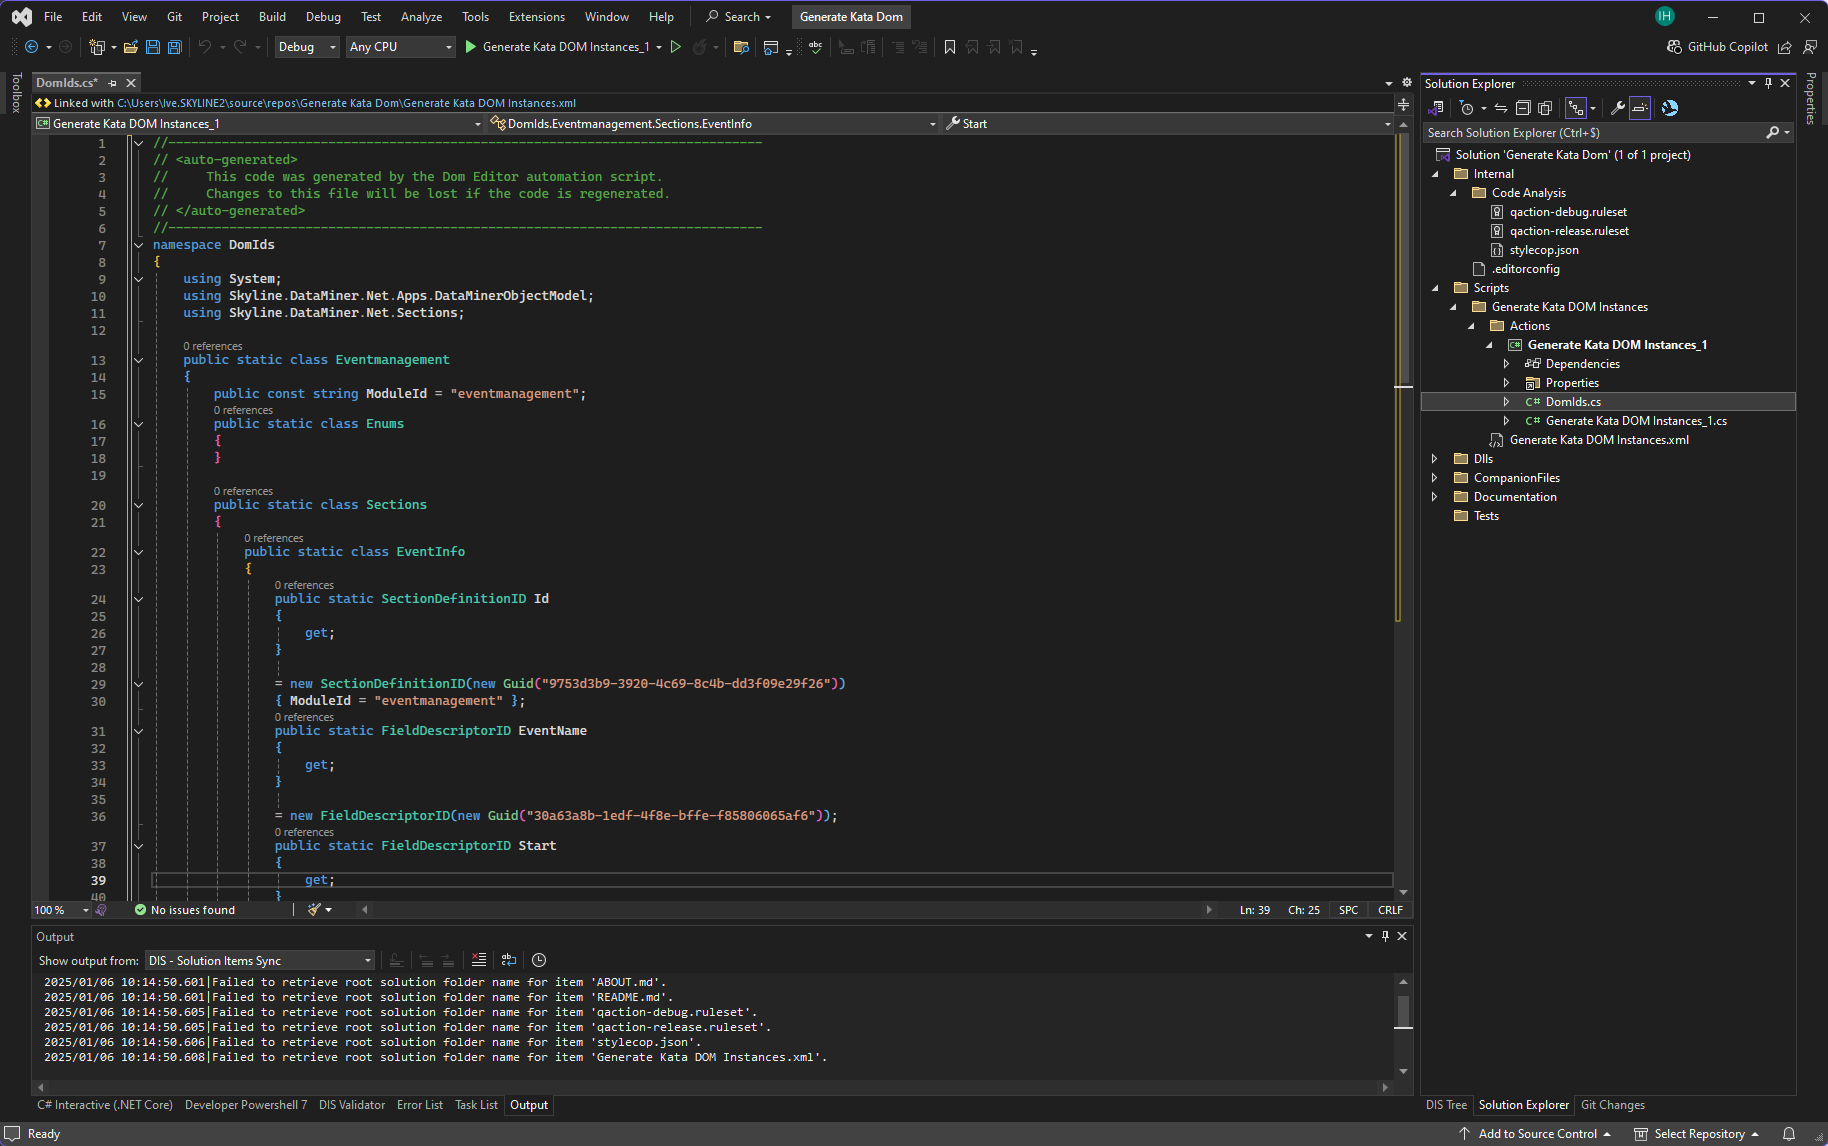 File Edit View Git Project Build Debug Test Analyze Tools Extensions Window Help Search Generate Kata Dom IH
Debug Any CPU Generate Kata DOM Instances_1 GitHub Copilot
Toolbox
DomIds.cs*
Linked with C:\Users\Ive.SKYLINE2\source\repos\Generate Kata Dom\Generate Kata DOM Instances.xml
Generate Kata DOM Instances_1 DomIds.Eventmanagement.Sections.EventInfo Start
1 //------------------------------------------------------------------------------
2 // <auto-generated>
3 //     This code was generated by the Dom Editor automation script.
4 //     Changes to this file will be lost if the code is regenerated.
5 // </auto-generated>
6 //------------------------------------------------------------------------------
7 namespace DomIds
8 {
9     using System;
10     using Skyline.DataMiner.Net.Apps.DataMinerObjectModel;
11     using Skyline.DataMiner.Net.Sections;
12
0 references
13     public static class Eventmanagement
14     {
15         public const string ModuleId = "eventmanagement";
0 references
16         public static class Enums
17         {
18         }
19
0 references
20         public static class Sections
21         {
0 references
22             public static class EventInfo
23             {
0 references
24                 public static SectionDefinitionID Id
25                 {
26                     get;
27                 }
28
29                 = new SectionDefinitionID(new Guid("9753d3b9-3920-4c69-8c4b-dd3f09e29f26"))
30                 { ModuleId = "eventmanagement" };
0 references
31                 public static FieldDescriptorID EventName
32                 {
33                     get;
34                 }
35
36                 = new FieldDescriptorID(new Guid("30a63a8b-1edf-4f8e-bffe-f85806065af6"));
0 references
37                 public static FieldDescriptorID Start
38                 {
39                     get;
40                 }
100 % No issues found Ln: 39 Ch: 25 SPC CRLF
Output
Show output from: DIS - Solution Items Sync
2025/01/06 10:14:50.601|Failed to retrieve root solution folder name for item 'ABOUT.md'.
2025/01/06 10:14:50.601|Failed to retrieve root solution folder name for item 'README.md'.
2025/01/06 10:14:50.605|Failed to retrieve root solution folder name for item 'qaction-debug.ruleset'.
2025/01/06 10:14:50.605|Failed to retrieve root solution folder name for item 'qaction-release.ruleset'.
2025/01/06 10:14:50.606|Failed to retrieve root solution folder name for item 'stylecop.json'.
2025/01/06 10:14:50.608|Failed to retrieve root solution folder name for item 'Generate Kata DOM Instances.xml'.
C# Interactive (.NET Core) Developer Powershell 7 DIS Validator Error List Task List Output
Solution Explorer
Search Solution Explorer (Ctrl+$)
Solution 'Generate Kata Dom' (1 of 1 project)
Internal
Code Analysis
qaction-debug.ruleset
qaction-release.ruleset
stylecop.json
.editorconfig
Scripts
Generate Kata DOM Instances
Actions
C# Generate Kata DOM Instances_1
Dependencies
Properties
C# DomIds.cs
C# Generate Kata DOM Instances_1.cs
Generate Kata DOM Instances.xml
Dlls
CompanionFiles
Documentation
Tests
DIS Tree Solution Explorer Git Changes
Properties
Ready Add to Source Control Select Repository